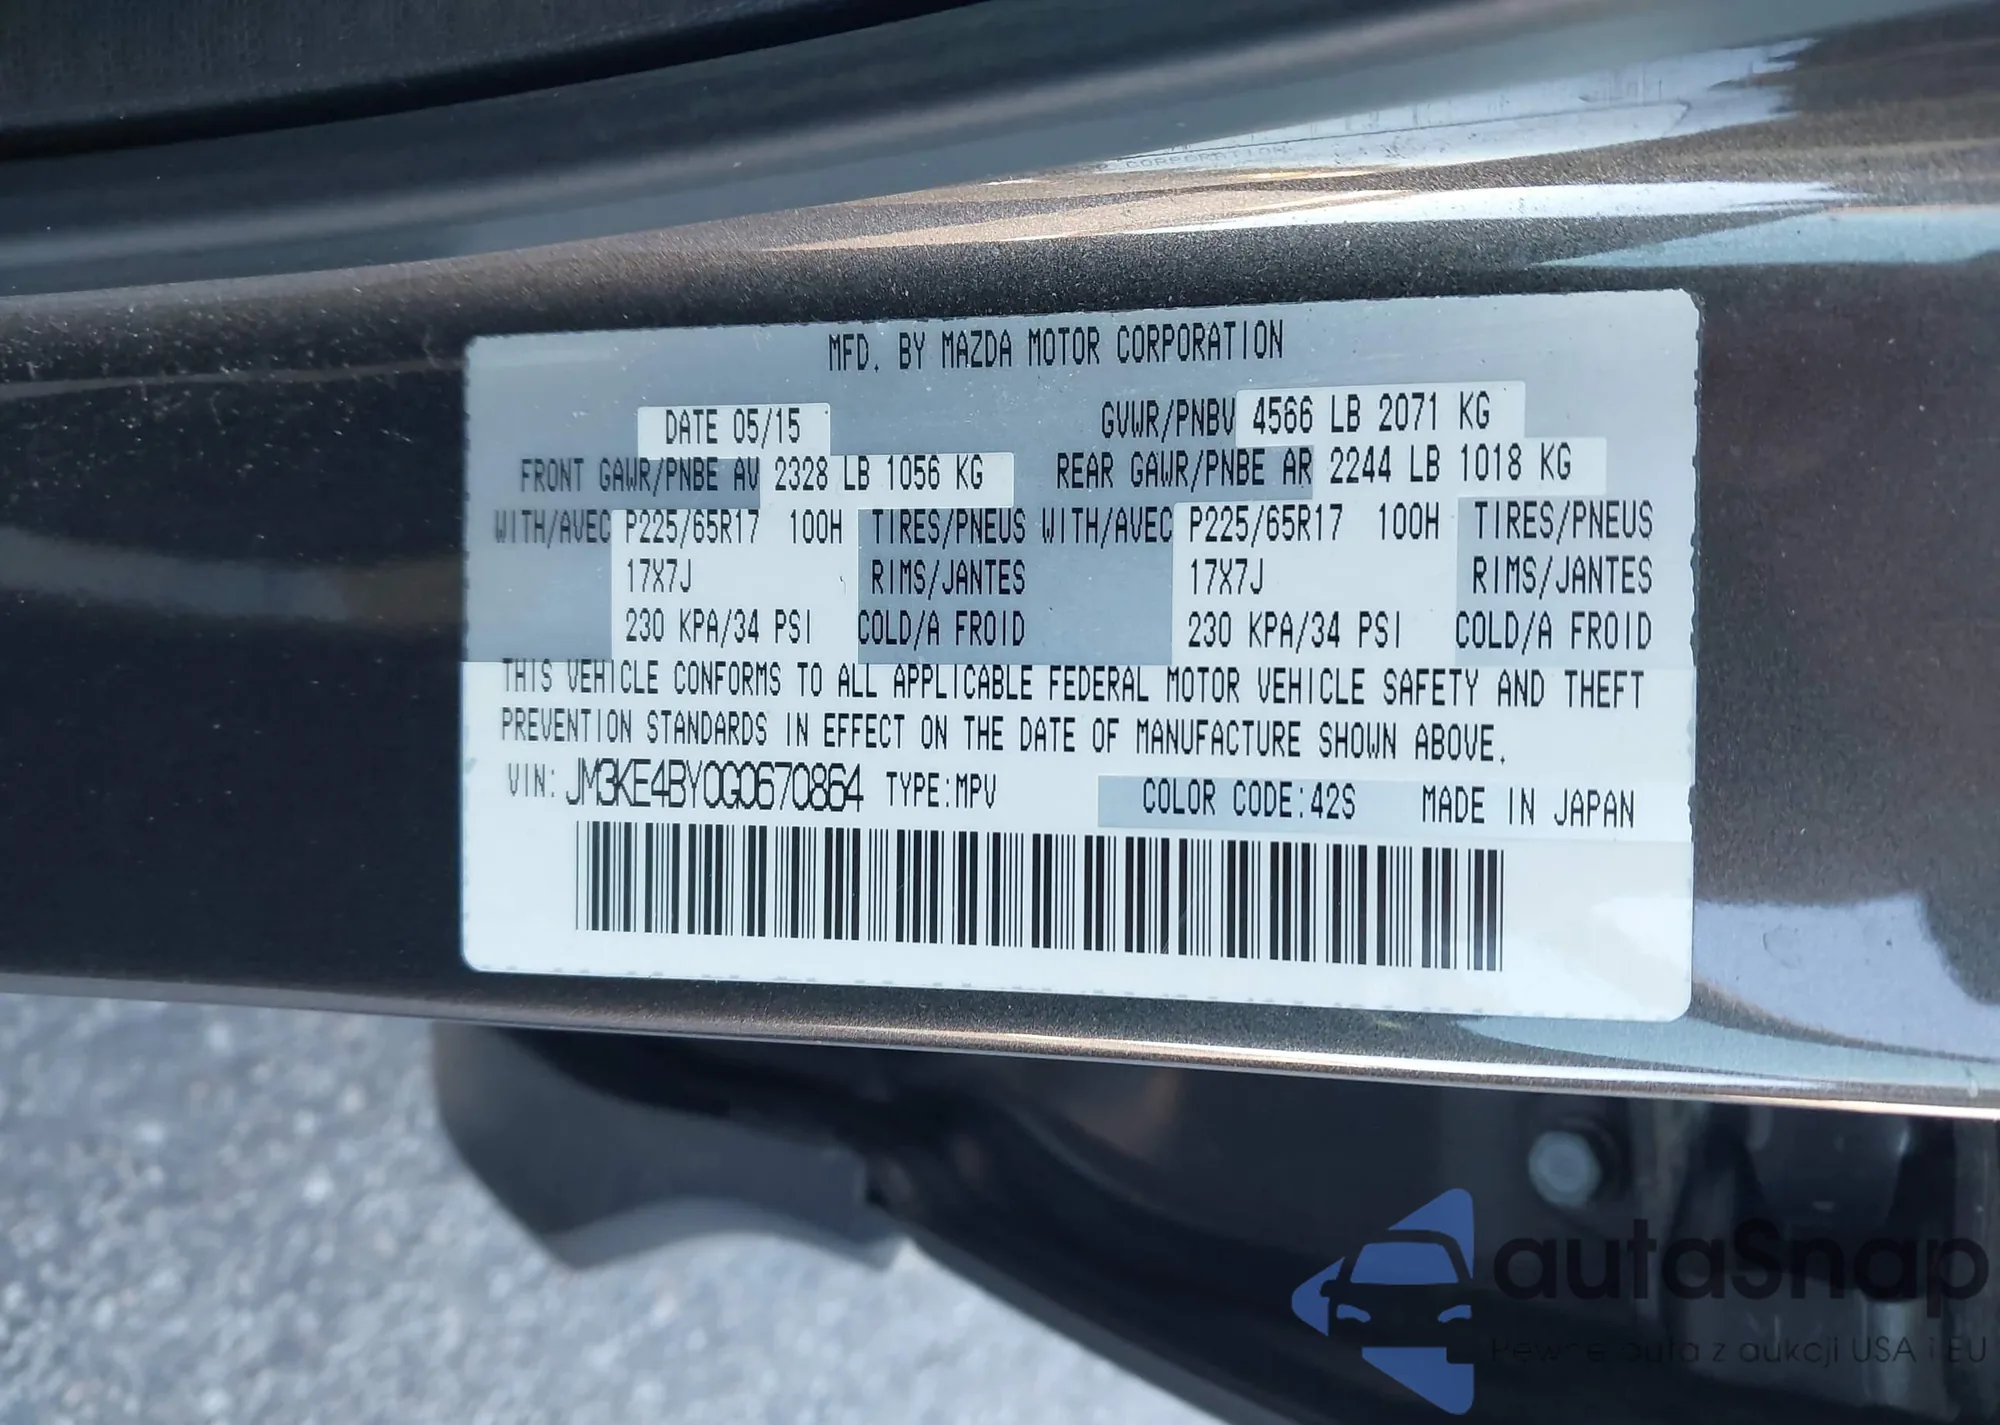 MFD. BY MAZDA MOTOR CORPORATION
DATE 05/15 GVWR/PNBV 4566 LB 2071 KG
FRONT GAWR/PNBE AV 2328 LB 1056 KG REAR GAWR/PNBE AR 2244 LB 1018 KG
WITH/AVEC P225/65R17 100H TIRES/PNEUS WITH/AVEC P225/65R17 100H TIRES/PNEUS
17X7J RIMS/JANTES 17X7J RIMS/JANTES
230 KPA/34 PSI COLD/A FROID 230 KPA/34 PSI COLD/A FROID
THIS VEHICLE CONFORMS TO ALL APPLICABLE FEDERAL MOTOR VEHICLE SAFETY AND THEFT
PREVENTION STANDARDS IN EFFECT ON THE DATE OF MANUFACTURE SHOWN ABOVE.
VIN: JM3KE4BY0G0670864 TYPE:MPV COLOR CODE:42S MADE IN JAPAN
autaSnap
Pewne auta z aukcji USA i EU